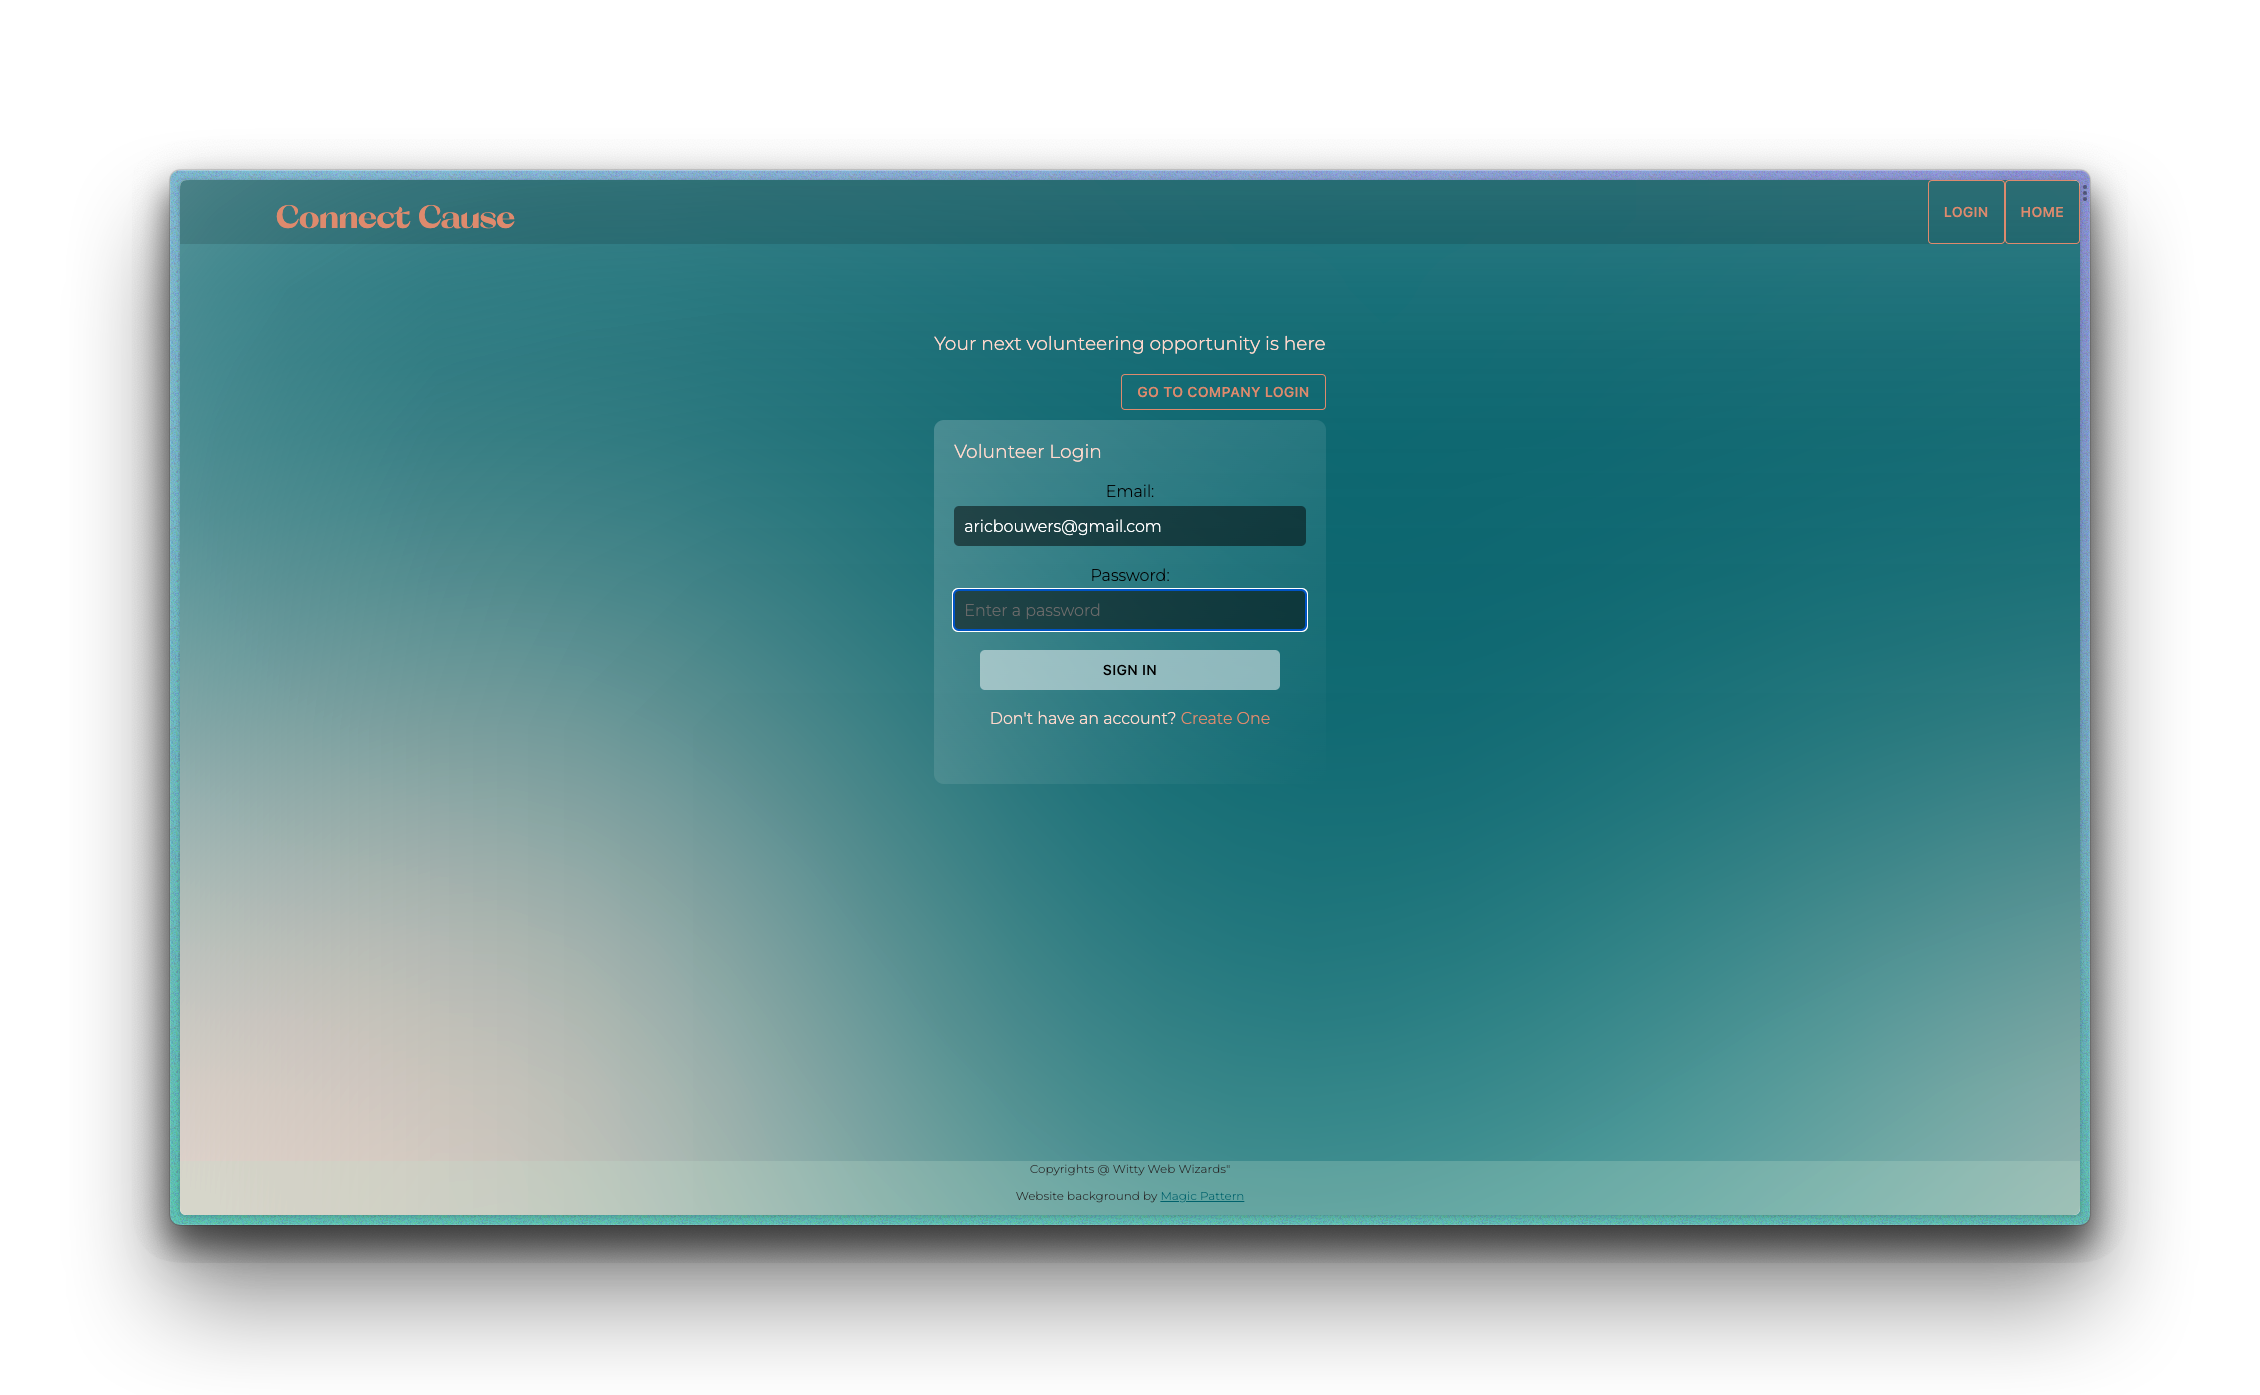 Connect Cause
LOGIN
HOME
Your next volunteering opportunity is here
GO TO COMPANY LOGIN
Volunteer Login
Email:
aricbouwers@gmail.com
Password:
Enter a password
SIGN IN
Don't have an account? Create One
Copyrights @ Witty Web Wizards"
Website background by Magic Pattern